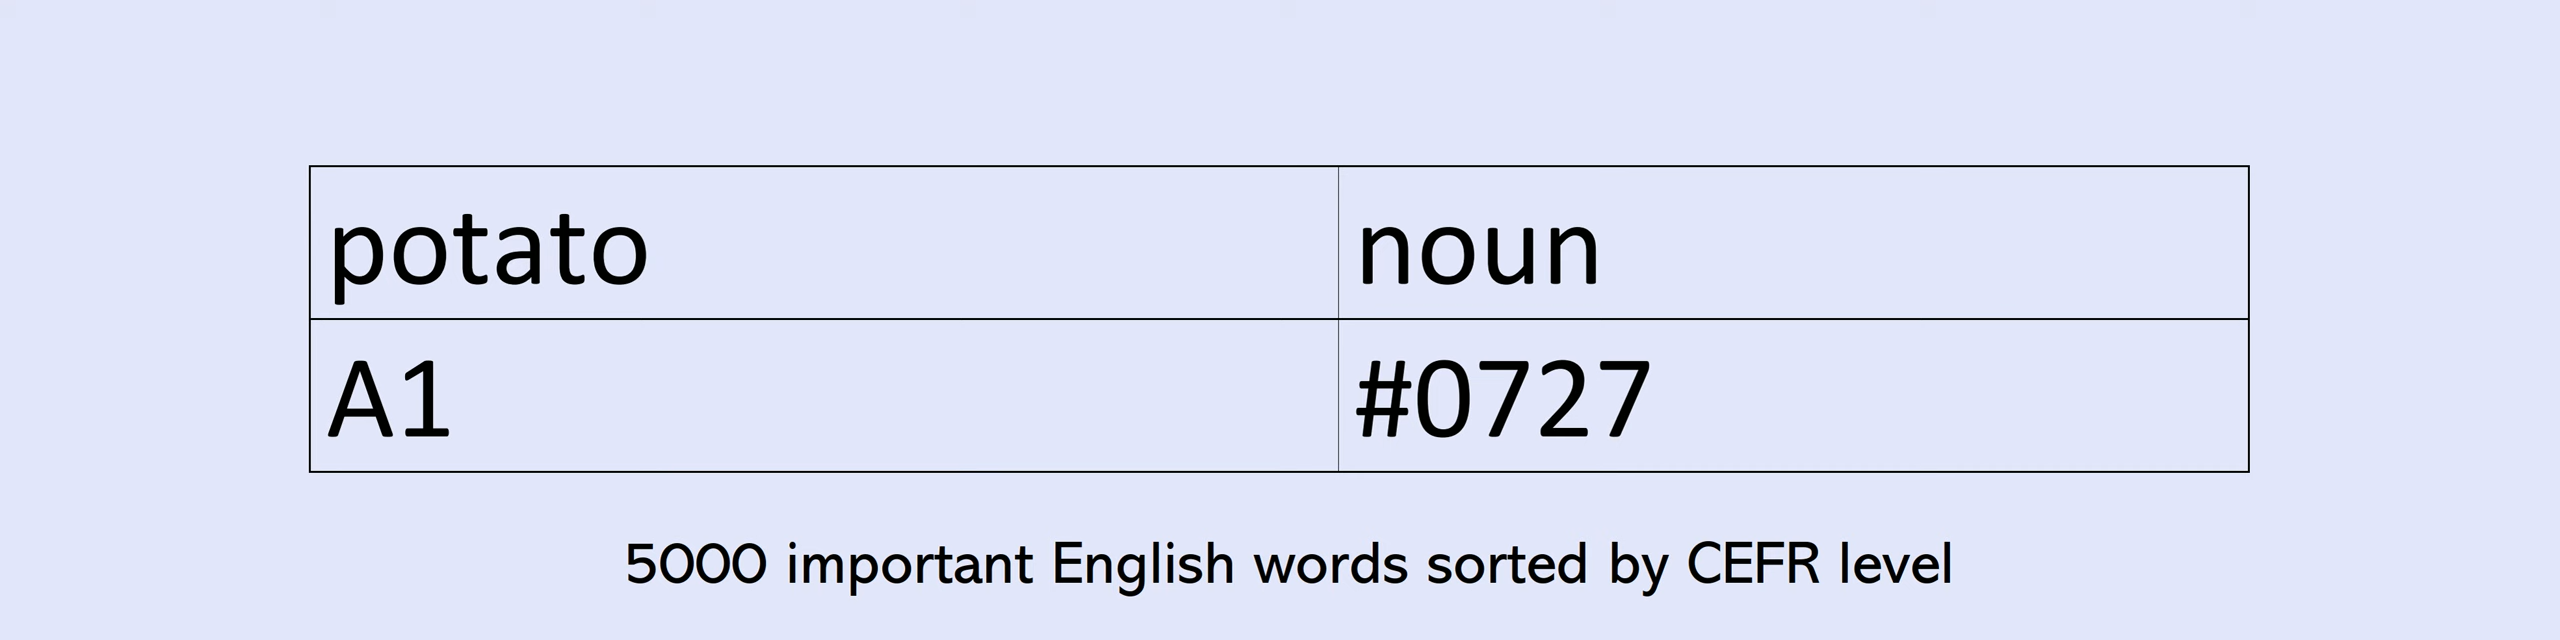 potato noun
A1 #0727
5000 important English words sorted by CEFR level